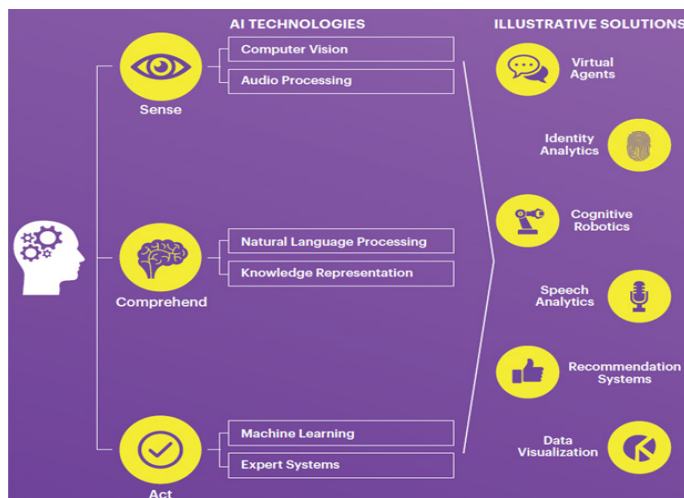 AI TECHNOLOGIES
ILLUSTRATIVE SOLUTIONS
Computer Vision
Audio Processing
Sense
Natural Language Processing
Knowledge Representation
Comprehend
Machine Learning
Expert Systems
Act
Virtual
Agents
Identity
Analytics
Cognitive
Robotics
Speech
Analytics
Recommendation
Systems
Data
Visualization